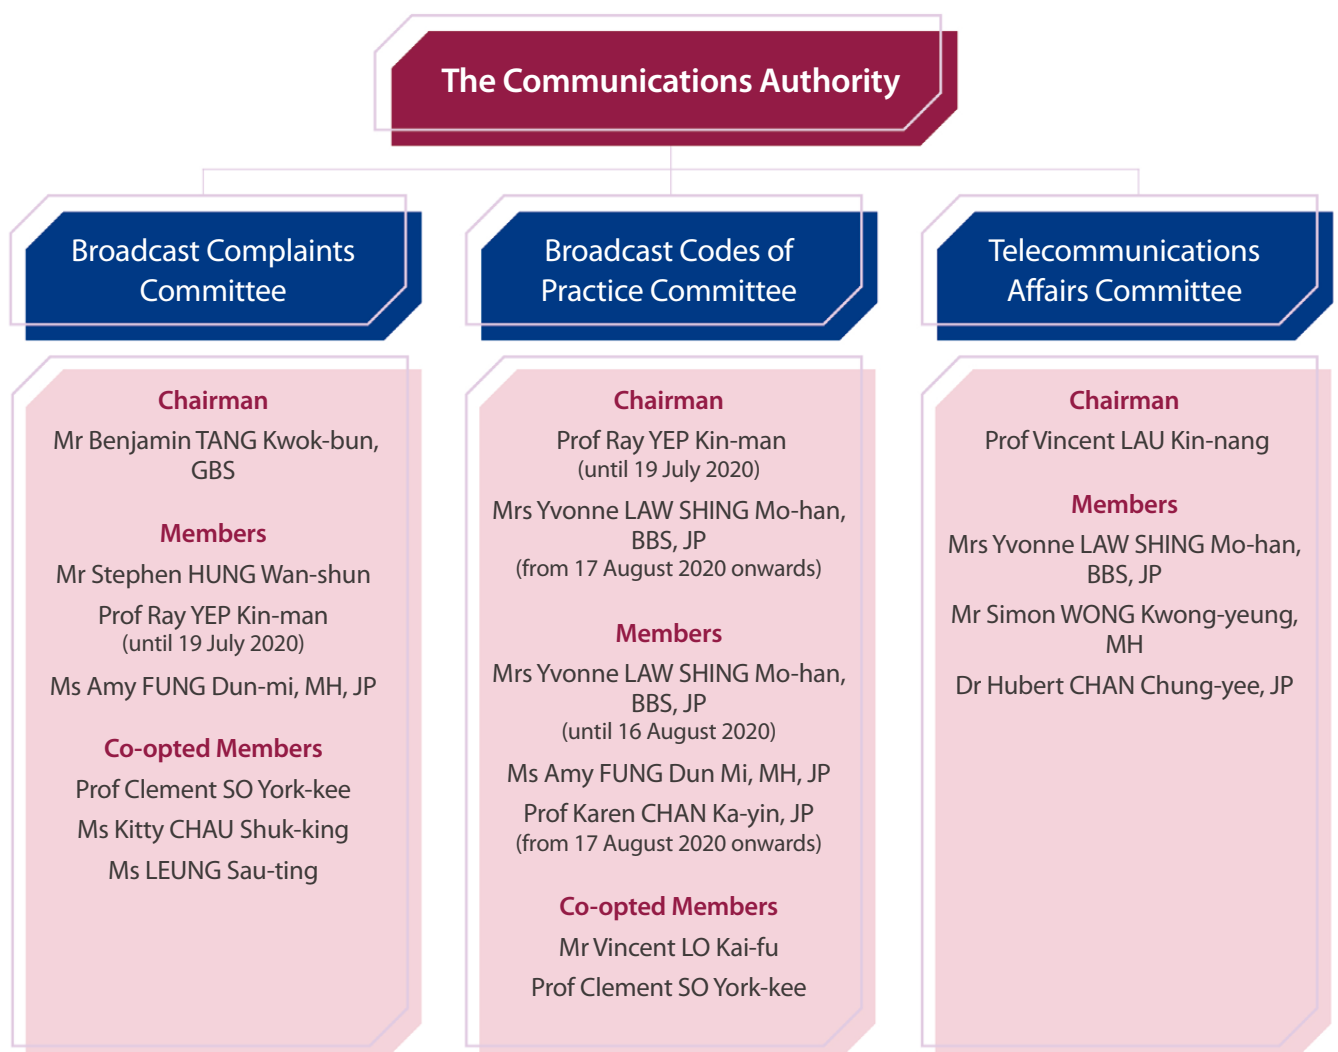 The Communications Authority
Broadcast Complaints
Committee
Chairman
Mr Benjamin TANG Kwok-bun,
GBS
Members
Mr Stephen HUNG Wan-shun
Prof Ray YEP Kin-man
(until 19 July 2020)
Ms Amy FUNG Dun-mi, MH, JP
Co-opted Members
Prof Clement SO York-kee
Ms Kitty CHAU Shuk-king
Ms LEUNG Sau-ting
Broadcast Codes of
Practice Committee
Chairman
Prof Ray YEP Kin-man
(until 19 July 2020)
Mrs Yvonne LAW SHING Mo-han,
BBS, JP
(from 17 August 2020 onwards)
Members
Mrs Yvonne LAW SHING Mo-han,
BBS, JP
(until 16 August 2020)
Ms Amy FUNG Dun Mi, MH, JP
Prof Karen CHAN Ka-yin, JP
(from 17 August 2020 onwards)
Co-opted Members
Mr Vincent LO Kai-fu
Prof Clement SO York-kee
Telecommunications
Affairs Committee
Chairman
Prof Vincent LAU Kin-nang
Members
Mrs Yvonne LAW SHING Mo-han,
BBS, JP
Mr Simon WONG Kwong-yeung,
MH
Dr Hubert CHAN Chung-yee, JP